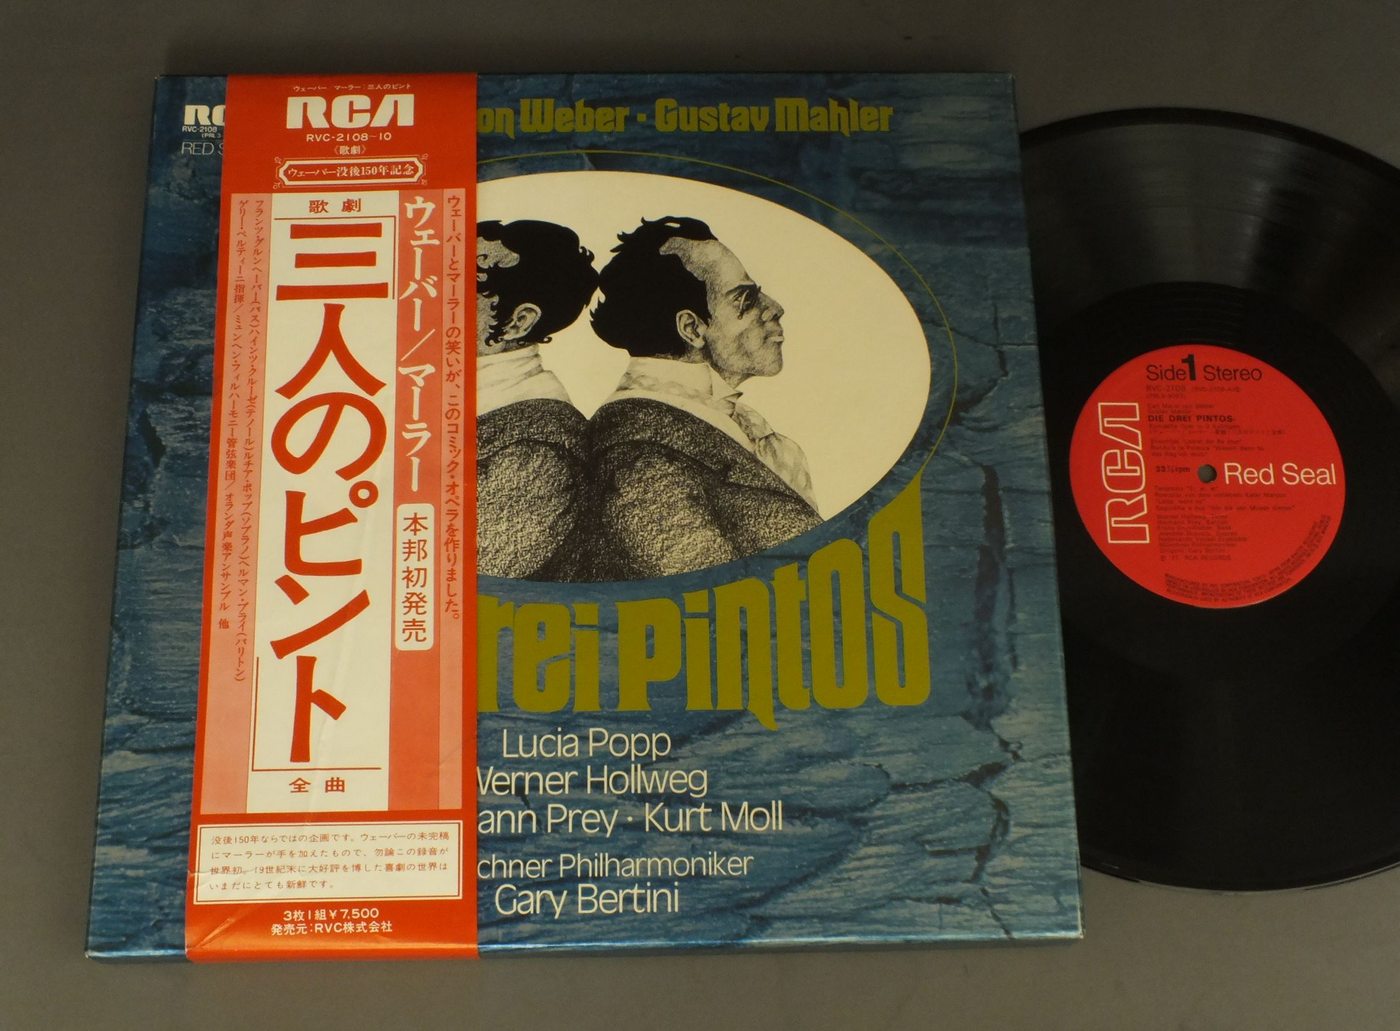 ウェーバー マーラー:三人のピント
RCA
RVC-2108~10
《歌劇》
ウェーバー没後150年記念
ウェーバーとマーラーの笑いが、このコミック・オペラを作りました。
ウェーバー/マーラー
本邦初発売
歌劇
三人のピント
全曲
フランツ・グルンヘーバー(バス)ハインツ・クルーゼ(テノール)ルチア・ポップ(ソプラノ)ヘルマン・プライ(バリトン)
ゲリー・ベルティーニ指揮/ミュンヘン・フィルハーモニー管弦楽団/オランダ声楽アンサンブル 他
没後150年ならではの企画です。ウェーバーの未完稿
にマーラーが手を加えたもので、勿論この録音が
世界初。19世紀末に大好評を博した喜劇の世界は
いまだにとても新鮮です。
3枚1組¥7,500
発売元:RVC株式会社
RVC-2108
RED S
on Weber · Gustav Mahler
rei Pintos
Lucia Popp
Werner Hollweg
ann Prey · Kurt Moll
chner Philharmoniker
Gary Bertini
Side 1 Stereo
RVC-2108
DIE DREI PINTOS
33⅓rpm
RCA
Red Seal